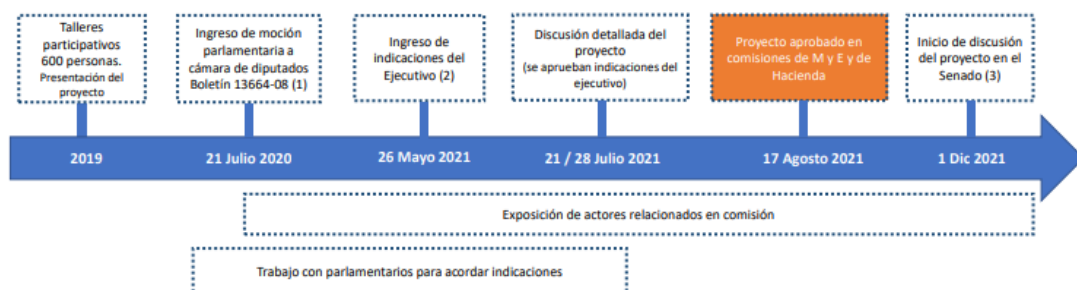 Talleres
participativos
600 personas.
Presentación del
proyecto
Ingreso de moción
parlamentaria a
cámara de diputados
Boletín 13664-08 (1)
Ingreso de
indicaciones del
Ejecutivo (2)
Discusión detallada del
proyecto
(se aprueban indicaciones del
ejecutivo)
Proyecto aprobado en
comisiones de M y E y de
Hacienda
Inicio de discusión
del proyecto en el
Senado (3)
2019
21 Julio 2020
26 Mayo 2021
21 / 28 Julio 2021
17 Agosto 2021
1 Dic 2021
Exposición de actores relacionados en comisión
Trabajo con parlamentarios para acordar indicaciones